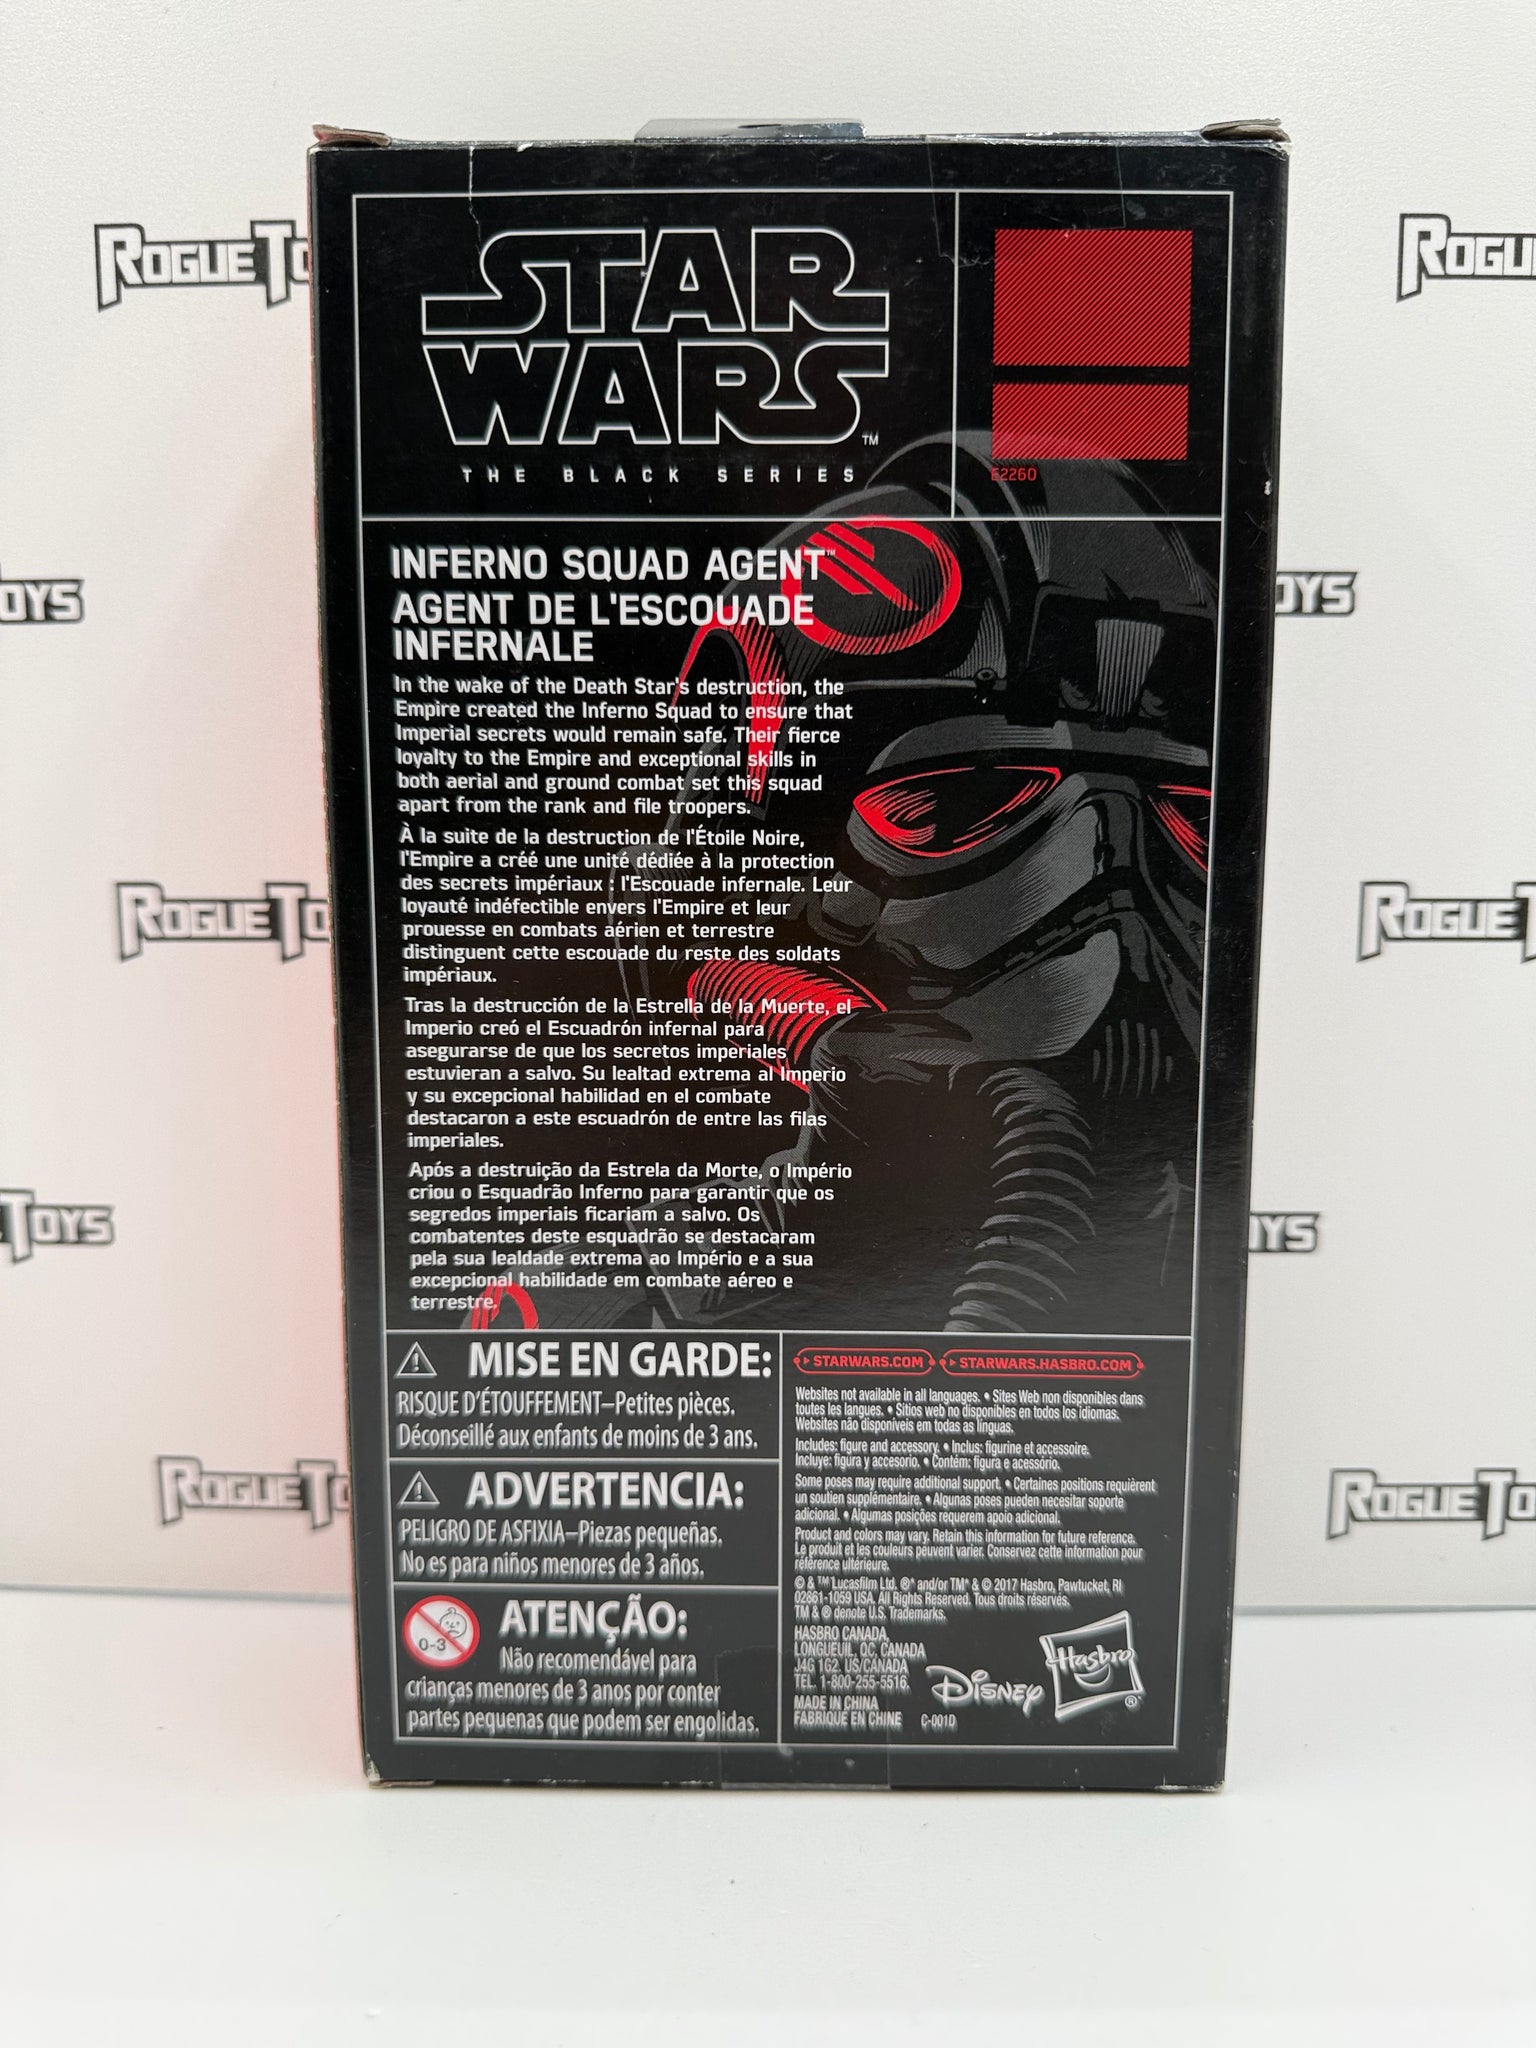 STAR
WARS
TM
THE BLACK SERIES
E2260
INFERNO SQUAD AGENT™
AGENT DE L'ESCOUADE
INFERNALE
In the wake of the Death Star's destruction, the
Empire created the Inferno Squad to ensure that
Imperial secrets would remain safe. Their fierce
loyalty to the Empire and exceptional skills in
both aerial and ground combat set this squad
apart from the rank and file troopers.
À la suite de la destruction de l'Étoile Noire,
l'Empire a créé une unité dédiée à la protection
des secrets impériaux : l'Escouade infernale. Leur
loyauté indéfectible envers l'Empire et leur
prouesse en combats aérien et terrestre
distinguent cette escouade du reste des soldats
impériaux.
Tras la destrucción de la Estrella de la Muerte, el
Imperio creó el Escuadrón infernal para
asegurarse de que los secretos imperiales
estuvieran a salvo. Su lealtad extrema al Imperio
y su excepcional habilidad en el combate
destacaron a este escuadrón de entre las filas
imperiales.
Após a destruição da Estrela da Morte, o Império
criou o Esquadrão Inferno para garantir que os
segredos imperiais ficariam a salvo. Os
combatentes deste esquadrão se destacaram
pela sua lealdade extrema ao Império e a sua
excepcional habilidade em combate aéreo e
terrestre.
MISE EN GARDE:
RISQUE D'ÉTOUFFEMENT–Petites pièces.
Déconseillé aux enfants de moins de 3 ans.
ADVERTENCIA:
PELIGRO DE ASFIXIA–Piezas pequeñas.
No es para niños menores de 3 años.
0-3
ATENÇÃO:
Não recomendável para
crianças menores de 3 anos por conter
partes pequenas que podem ser engolidas.
STARWARS.COM STARWARS.HASBRO.COM
Websites not available in all languages. • Sites Web non disponibles dans
toutes les langues. • Sitios web no disponibles en todos los idiomas.
Websites não disponíveis em todas as línguas.
Includes: figure and accessory. • Inclus: figurine et accessoire.
Incluye: figura y accesorio. • Contém: figura e acessório.
Some poses may require additional support. • Certaines positions requièrent
un soutien supplémentaire. • Algunas poses pueden necesitar soporte
adicional. • Algumas posições requerem apoio adicional.
Product and colors may vary. Retain this information for future reference.
Le produit et les couleurs peuvent varier. Conservez cette information pour
référence ultérieure.
© & ™ Lucasfilm Ltd. ®* and/or TM* & © 2017 Hasbro, Pawtucket, RI
02861-1059 USA. All Rights Reserved. Tous droits réservés.
TM & ® denote U.S. Trademarks.
HASBRO CANADA,
LONGUEUIL, QC, CANADA
J4G 1G2. US/CANADA
TEL. 1-800-255-5516.
MADE IN CHINA
FABRIQUÉ EN CHINE C-001D
Disney
Hasbro
®
ROGUE TO
ROGU
OYS
OYS
ROGUE TO
ROGUE T
TOYS
YS
ROGUE TO
ROGUE TO